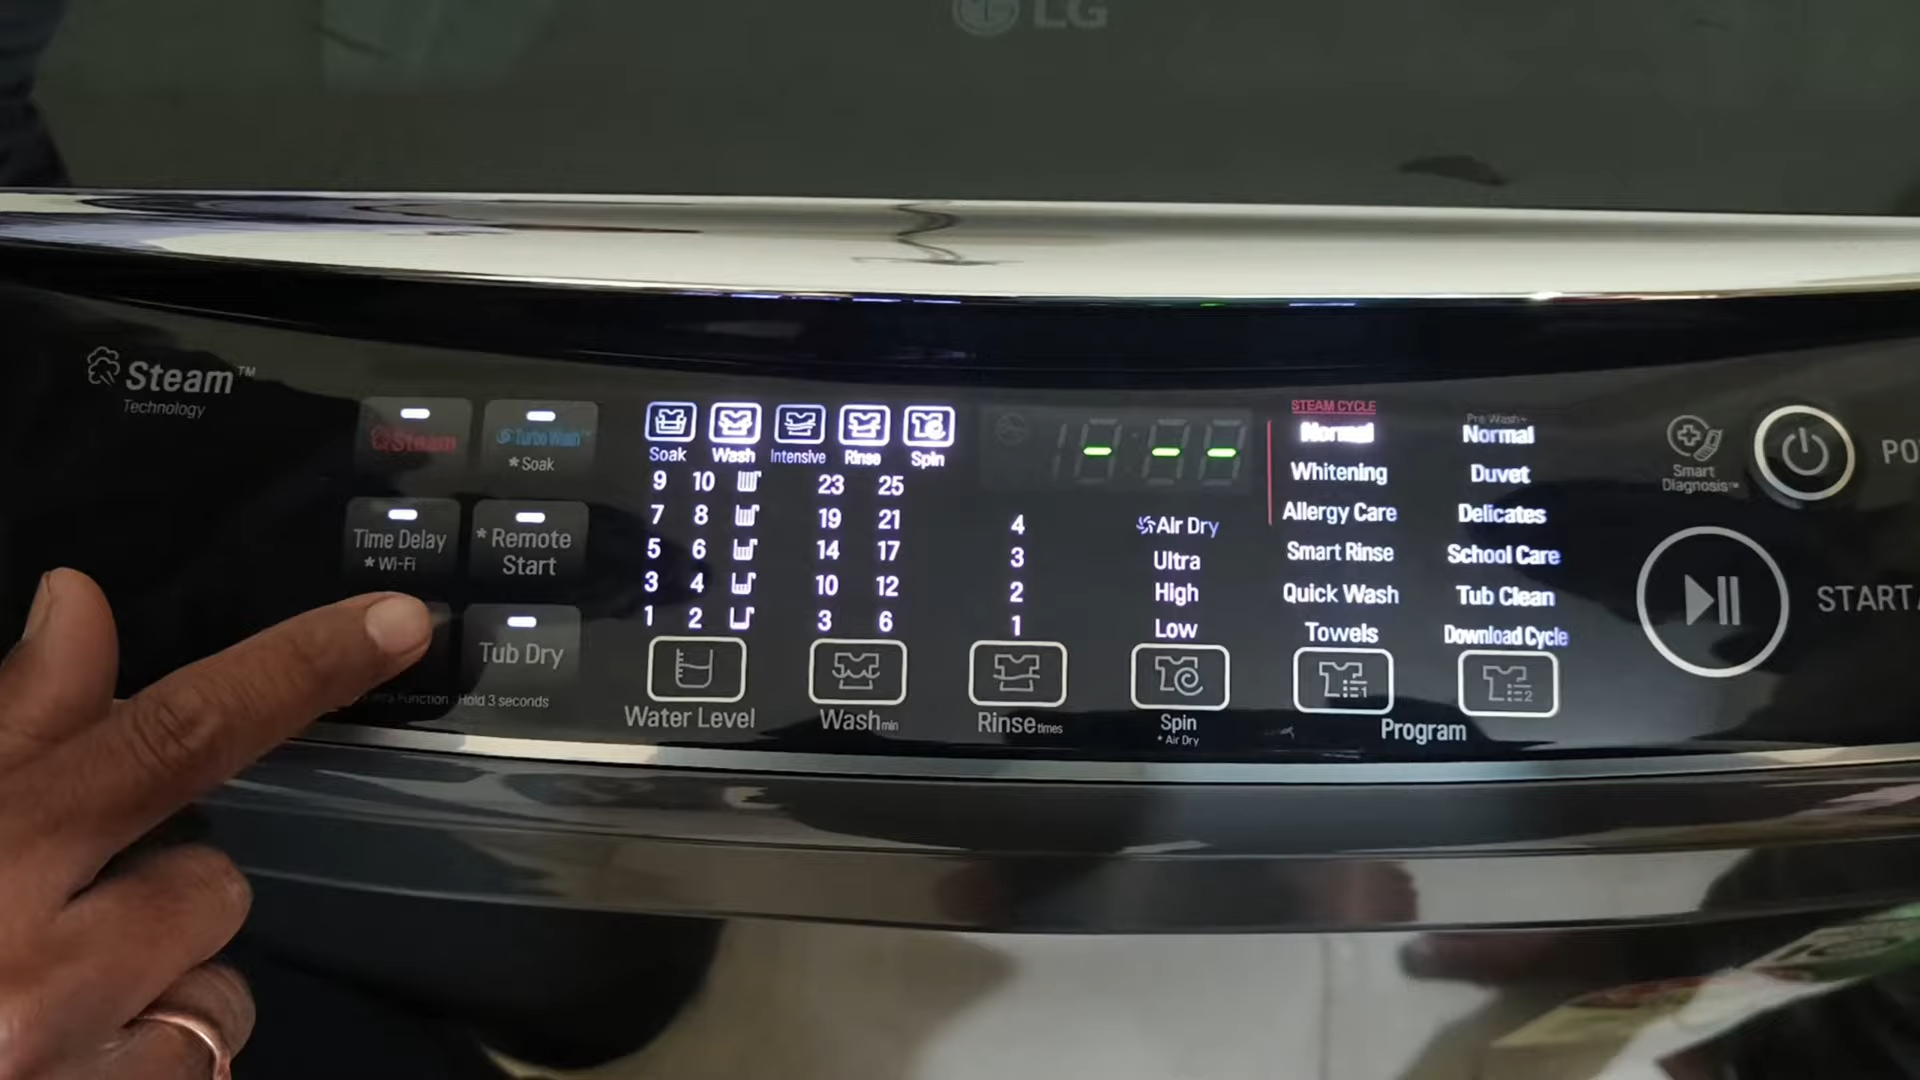 LG
Steam™
Technology
Steam
Turbo Wash™
*Soak
Time Delay
*Wi-Fi
*Remote
Start
Tub Dry
Function : Hold 3 seconds
Soak Wash Intensive Rinse Spin
9 10
7 8
5 6
3 4
1 2
Water Level
23 25
19 21
14 17
10 12
3 6
Wash min
4
3
2
1
Rinse times
Air Dry
Ultra
High
Low
Spin
*Air Dry
STEAM CYCLE
Normal
Whitening
Allergy Care
Smart Rinse
Quick Wash
Towels
Pre Wash+
Normal
Duvet
Delicates
School Care
Tub Clean
Download Cycle
1
2
Program
Smart
Diagnosis™
PO
START/